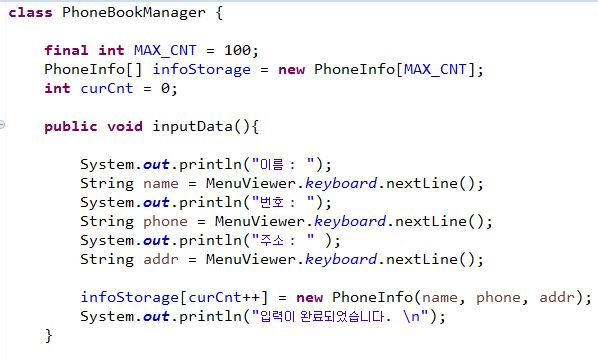 class PhoneBookManager {
final int MAX_CNT = 100;
PhoneInfo[] infoStorage = new PhoneInfo[MAX_CNT];
int curCnt = 0;
public void inputData(){
System.out.println("이름 : ");
String name = MenuViewer.keyboard.nextLine();
System.out.println("번호 : ");
String phone = MenuViewer.keyboard.nextLine();
System.out.println("주소 : " );
String addr = MenuViewer.keyboard.nextLine();
infoStorage[curCnt++] = new PhoneInfo(name, phone, addr);
System.out.println("입력이 완료되었습니다. \n");
}